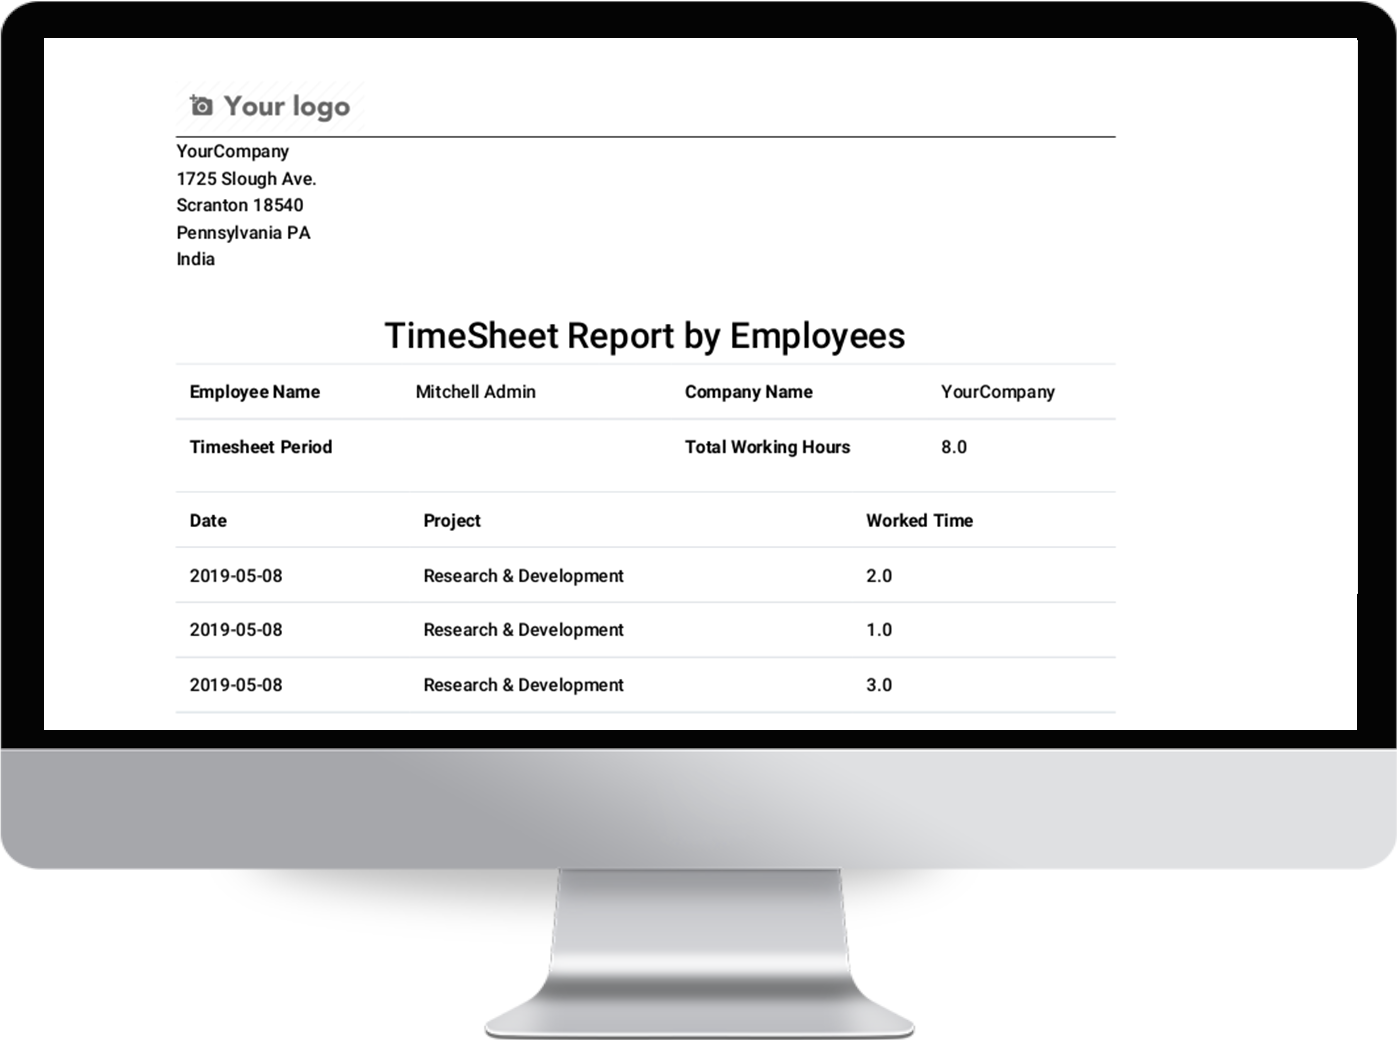 Your logo
YourCompany
1725 Slough Ave.
Scranton 18540
Pennsylvania PA
India
TimeSheet Report by Employees
Employee Name Mitchell Admin Company Name YourCompany
Timesheet Period Total Working Hours 8.0
Date Project Worked Time
2019-05-08 Research & Development 2.0
2019-05-08 Research & Development 1.0
2019-05-08 Research & Development 3.0